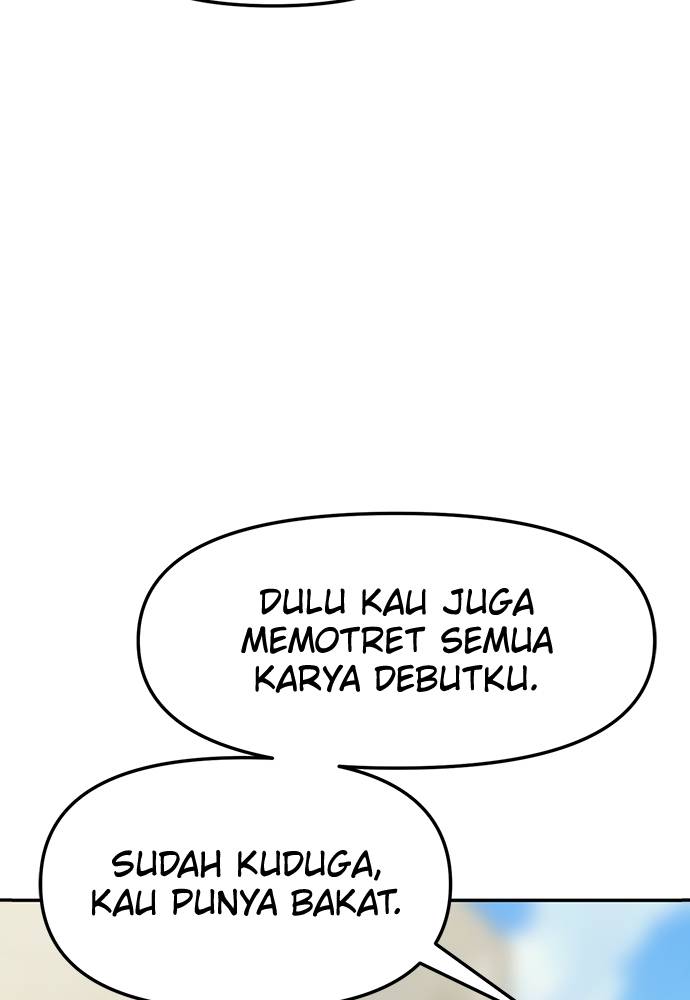 DULU KAU JUGA
MEMOTRET SEMUA
KARYA DEBUTKU.
SUDAH KUDUGA,
KAU PUNYA BAKAT.